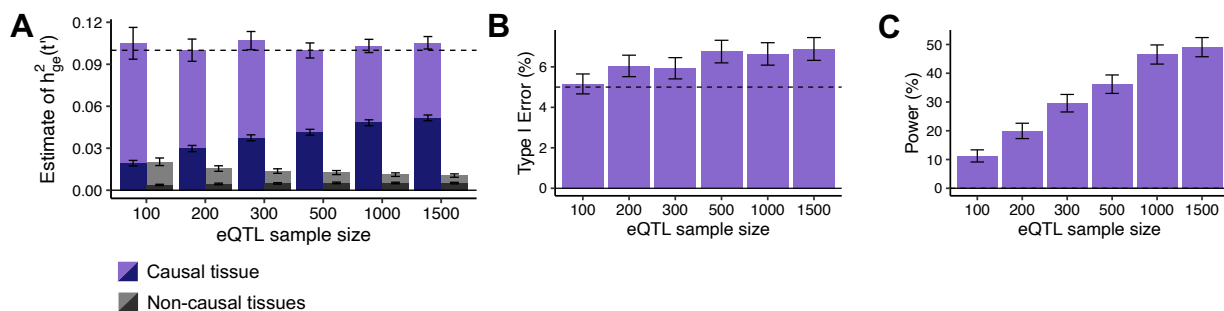 A
Estimate of h²ge(t')
0.12
0.09
0.06
0.03
0.00
100 200 300 500 1000 1500
eQTL sample size
Causal tissue
Non-causal tissues
B
Type I Error (%)
6
4
2
0
100 200 300 500 1000 1500
eQTL sample size
C
Power (%)
50
40
30
20
10
0
100 200 300 500 1000 1500
eQTL sample size